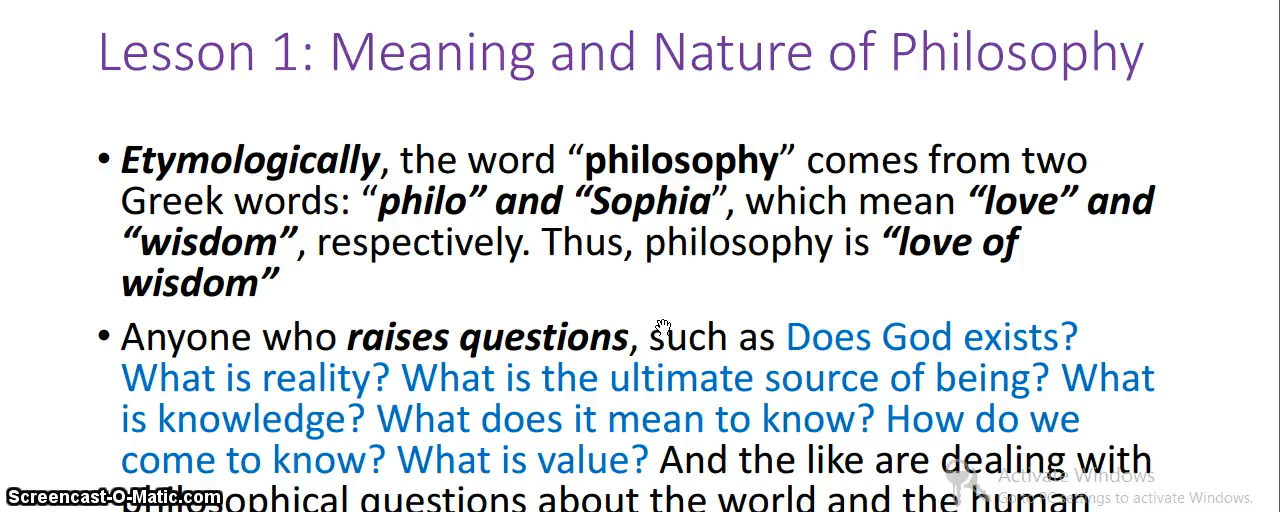 Lesson 1: Meaning and Nature of Philosophy
• Etymologically, the word “philosophy” comes from two
Greek words: “philo” and “Sophia”, which mean “love” and
“wisdom”, respectively. Thus, philosophy is “love of
wisdom”
• Anyone who raises questions, such as Does God exists?
What is reality? What is the ultimate source of being? What
is knowledge? What does it mean to know? How do we
come to know? What is value? And the like are dealing with
philosophical questions about the world and the human
Activate Windows
Go to PC settings to activate Windows.
Screencast-O-Matic.com